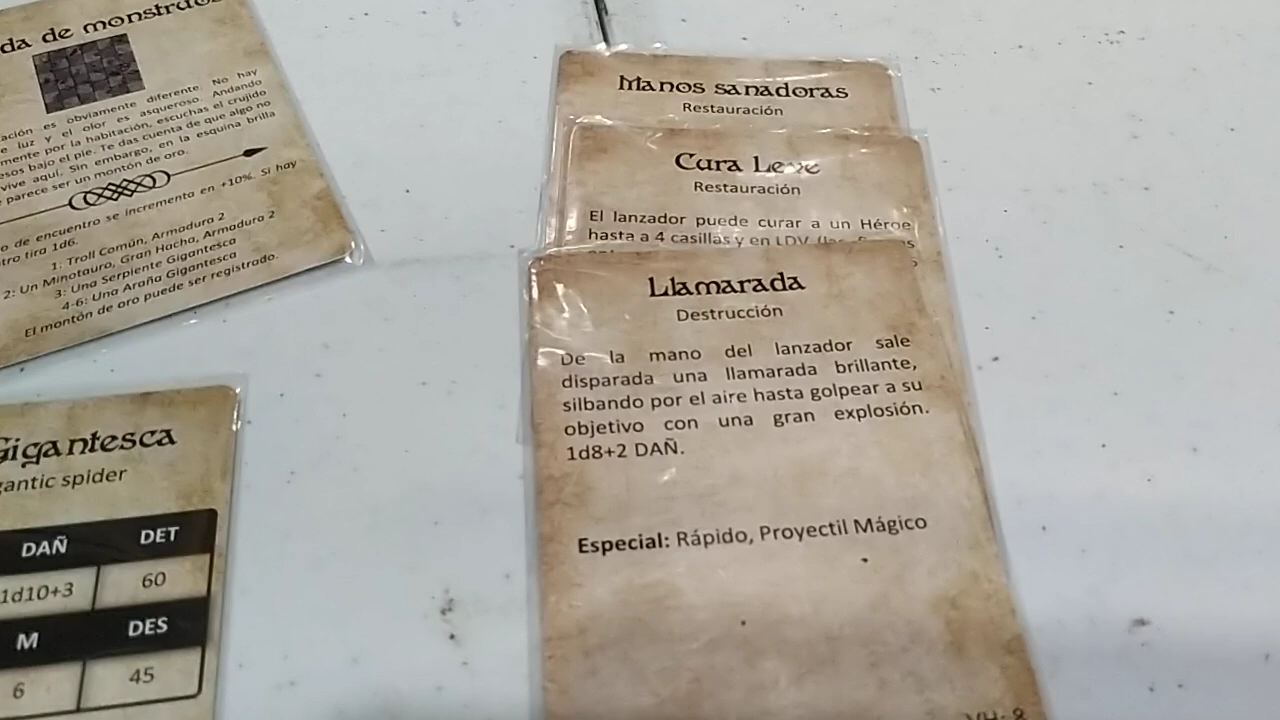 da de monstruos
ación es obviamente diferente. No hay
e luz y el olor es asqueroso. Andando
mente por la habitación, escuchas el crujido
esos bajo el pie. Te das cuenta de que algo no
vive aquí. Sin embargo, en la esquina brilla
parece ser un montón de oro.
o de encuentro se incrementa en +10%. Si hay
tro tira 1d6.
1: Troll Común, Armadura 2
2: Un Minotauro, Gran Hacha, Armadura 2
3: Una Serpiente Gigantesca
4-6: Una Araña Gigantesca
El montón de oro puede ser registrado.
Gigantesca
gantic spider
DAÑ DET
1d10+3 60
M DES
6 45
Manos sanadoras
Restauración
Cura Leve
Restauración
El lanzador puede curar a un Héroe
hasta a 4 casillas y en LDV
Llamarada
Destrucción
De la mano del lanzador sale
disparada una llamarada brillante,
silbando por el aire hasta golpear a su
objetivo con una gran explosión.
1d8+2 DAÑ.
Especial: Rápido, Proyectil Mágico